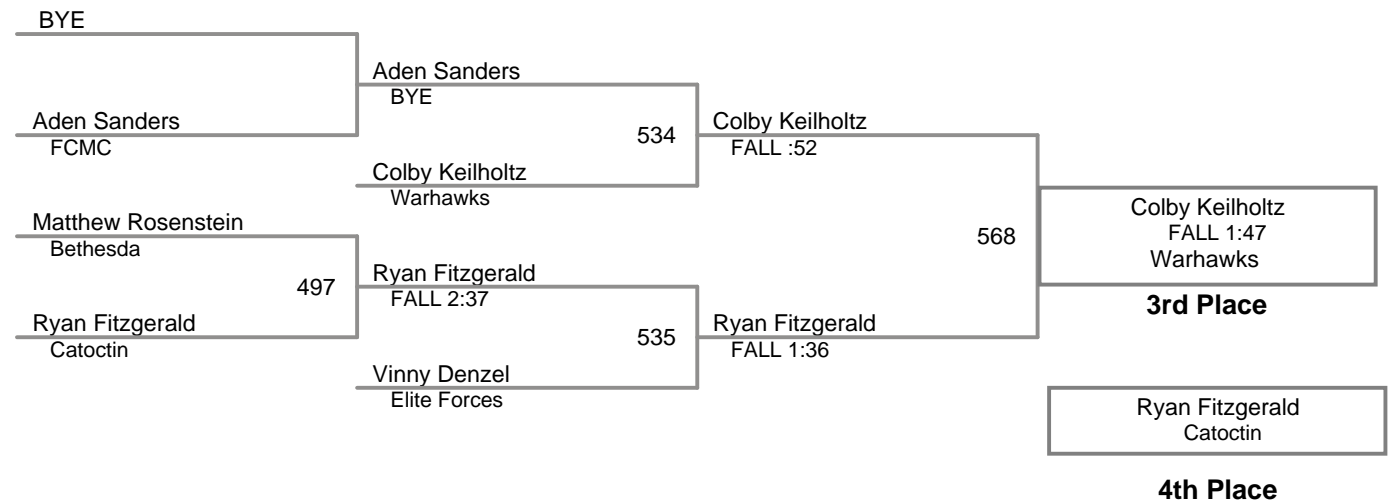 BYE
Aden Sanders
FCMC
Matthew Rosenstein
Bethesda
497
Ryan Fitzgerald
Catoctin
Aden Sanders
BYE
534
Colby Keilholtz
Warhawks
Ryan Fitzgerald
FALL 2:37
535
Vinny Denzel
Elite Forces
Colby Keilholtz
FALL :52
568
Ryan Fitzgerald
FALL 1:36
Colby Keilholtz
FALL 1:47
Warhawks
3rd Place
Ryan Fitzgerald
Catoctin
4th Place